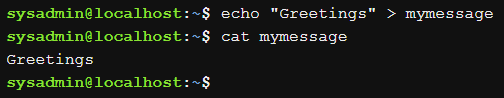 sysadmin@localhost:~$ echo "Greetings" > mymessage
sysadmin@localhost:~$ cat mymessage
Greetings
sysadmin@localhost:~$